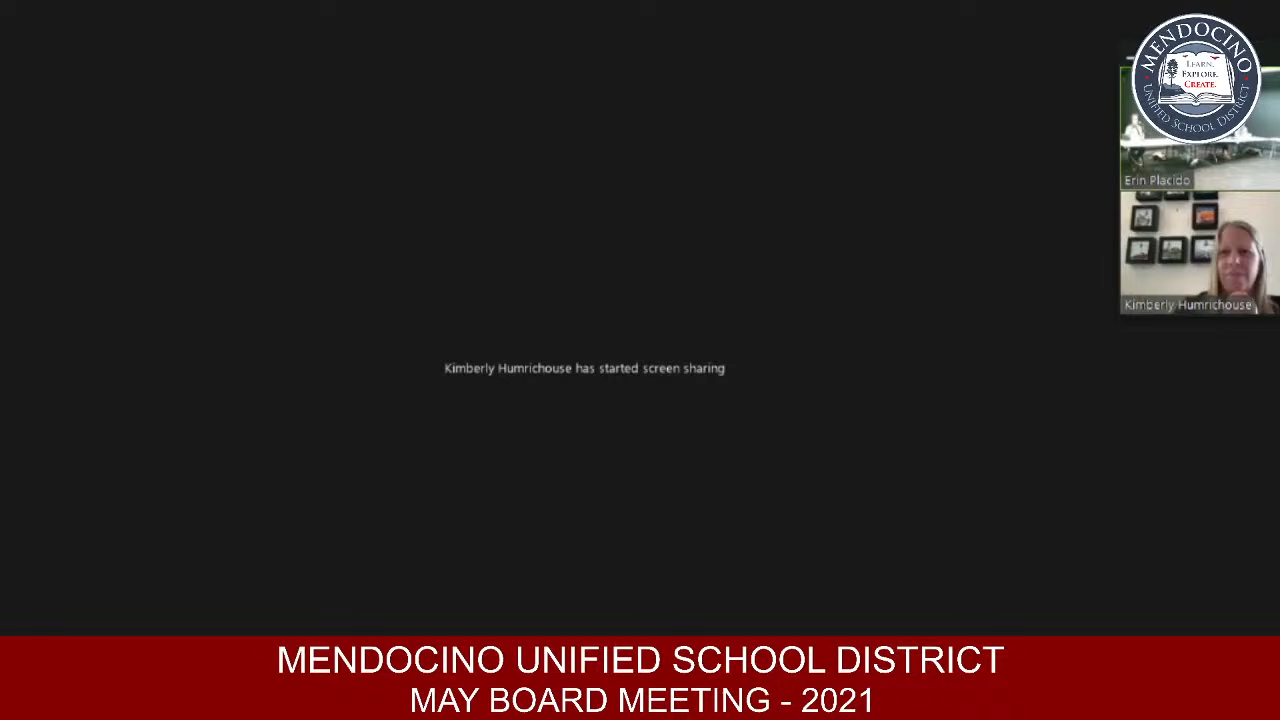 MENDOCINO
LEARN.
EXPLORE.
CREATE.
UNIFIED SCHOOL DISTRICT
Erin Placido
Kimberly Humrichouse
Kimberly Humrichouse has started screen sharing
MENDOCINO UNIFIED SCHOOL DISTRICT
MAY BOARD MEETING - 2021